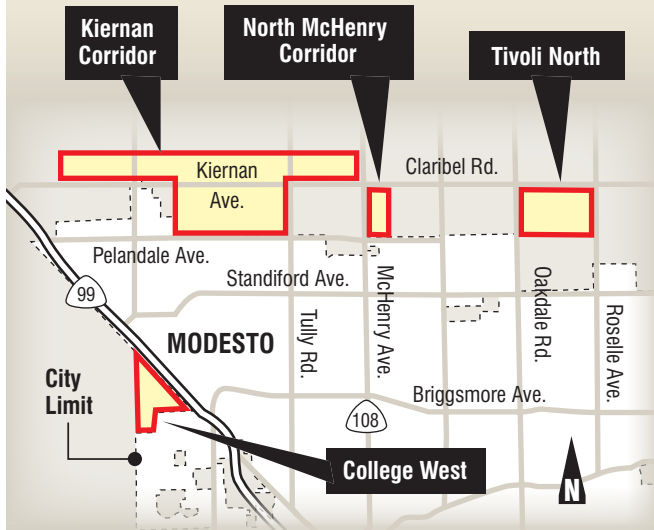 Kiernan
Corridor
North McHenry
Corridor
Tivoli North
Kiernan
Ave.
Claribel Rd.
Pelandale Ave.
Standiford Ave.
99
MODESTO
Tully Rd.
McHenry Ave.
Oakdale Rd.
Roselle Ave.
City
Limit
Briggsmore Ave.
108
College West
N